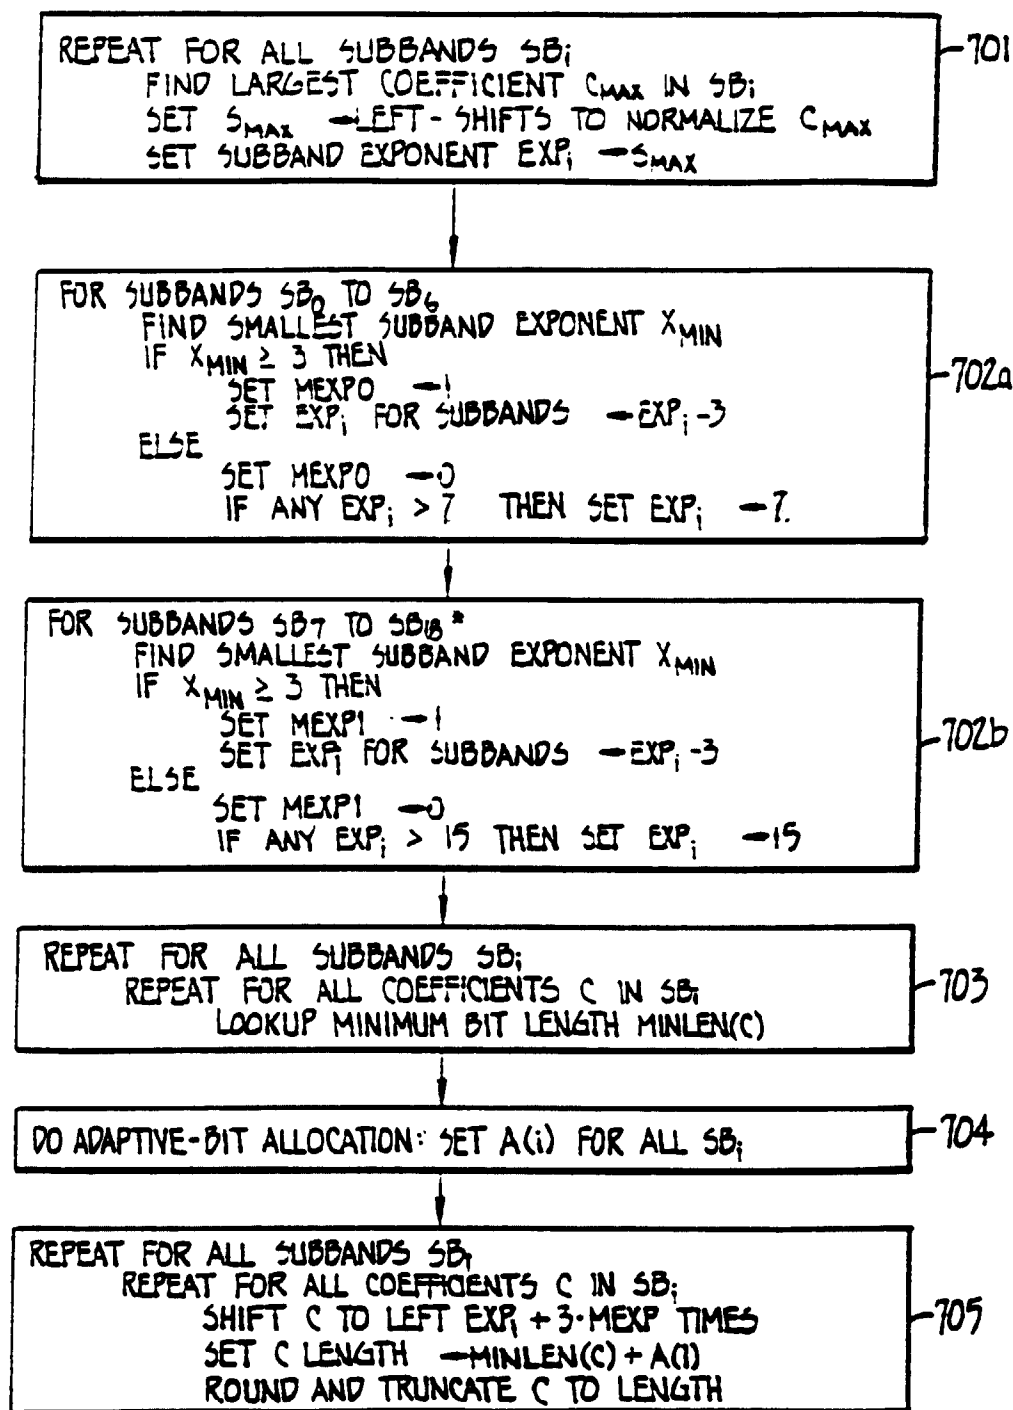 REPEAT FOR ALL SUBBANDS SBi
FIND LARGEST COEFFICIENT CMAX IN SBi
SET SMAX ← LEFT-SHIFTS TO NORMALIZE CMAX
SET SUBBAND EXPONENT EXPi ← SMAX
701
FOR SUBBANDS SB0 TO SB6
FIND SMALLEST SUBBAND EXPONENT XMIN
IF XMIN ≥ 3 THEN
SET MEXP0 ← 1
SET EXPi FOR SUBBANDS ← EXPi -3
ELSE
SET MEXP0 ← 0
IF ANY EXPi > 7 THEN SET EXPi ← 7.
702a
FOR SUBBANDS SB7 TO SB18*
FIND SMALLEST SUBBAND EXPONENT XMIN
IF XMIN ≥ 3 THEN
SET MEXP1 ← 1
SET EXPi FOR SUBBANDS ← EXPi -3
ELSE
SET MEXP1 ← 0
IF ANY EXPi > 15 THEN SET EXPi ← 15
702b
REPEAT FOR ALL SUBBANDS SBi
REPEAT FOR ALL COEFFICIENTS C IN SBi
LOOKUP MINIMUM BIT LENGTH MINLEN(C)
703
DO ADAPTIVE-BIT ALLOCATION: SET A(i) FOR ALL SBi
704
REPEAT FOR ALL SUBBANDS SBi
REPEAT FOR ALL COEFFICIENTS C IN SBi
SHIFT C TO LEFT EXPi + 3·MEXP TIMES
SET C LENGTH ← MINLEN(C) + A(i)
ROUND AND TRUNCATE C TO LENGTH
705